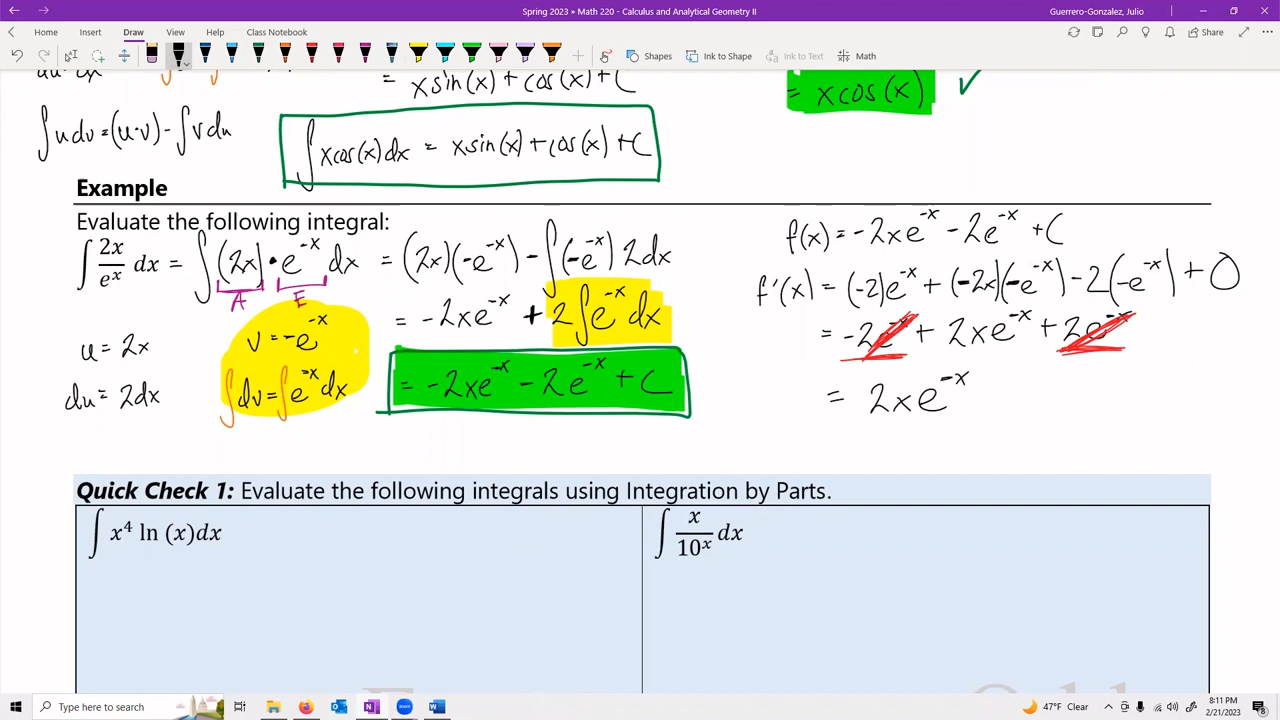 Spring 2023 » Math 220 - Calculus and Analytical Geometry II
Guerrero-Gonzalez, Julio
Home Insert Draw View Help Class Notebook
Share
Shapes Ink to Shape Ink to Text Math
= xsin(x) + cos(x) + C
= xcos(x) ✓
∫udv = (u·v) - ∫vdu
∫xcos(x)dx = xsin(x) + cos(x) + C
Example
Evaluate the following integral:
∫ 2x/eˣ dx = ∫(2x)·e^-x dx = (2x)(-e^-x) - ∫(-e^-x) 2dx
A E
= -2xe^-x + 2∫e^-x dx
= -2xe^-x - 2e^-x + C
u = 2x
du = 2dx
v = -e^-x
∫dv = ∫e^-x dx
f(x) = -2xe^-x - 2e^-x + C
f'(x) = (-2)e^-x + (-2x)(-e^-x) - 2(-e^-x) + 0
= -2e^-x + 2xe^-x + 2e^-x
= 2xe^-x
Quick Check 1: Evaluate the following integrals using Integration by Parts.
∫ x⁴ ln (x)dx
∫ x/10ˣ dx
Type here to search
47°F Clear
8:11 PM
2/21/2023